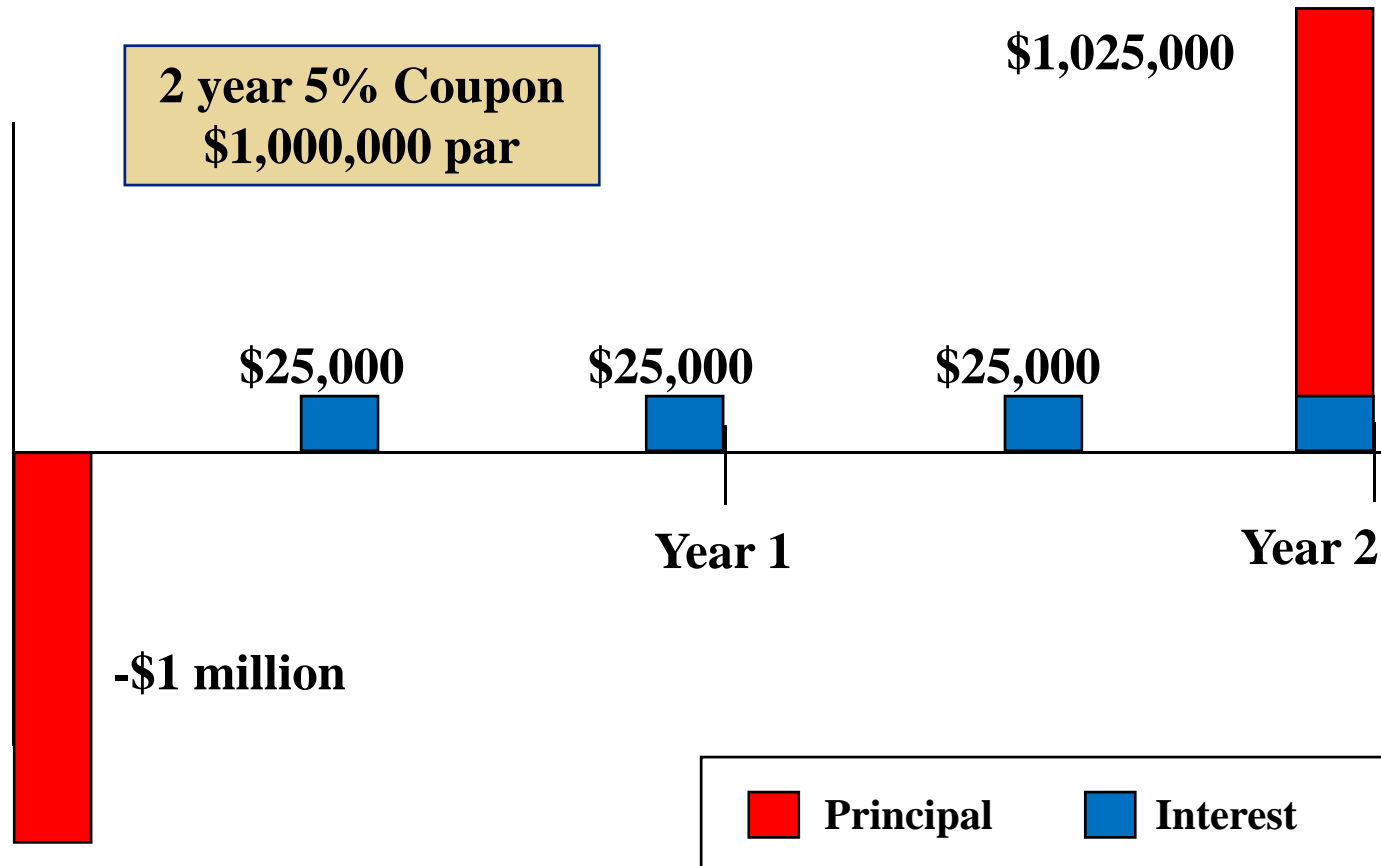 2 year 5% Coupon
$1,000,000 par
$1,025,000
$25,000
$25,000
$25,000
Year 1
Year 2
-$1 million
Principal
Interest